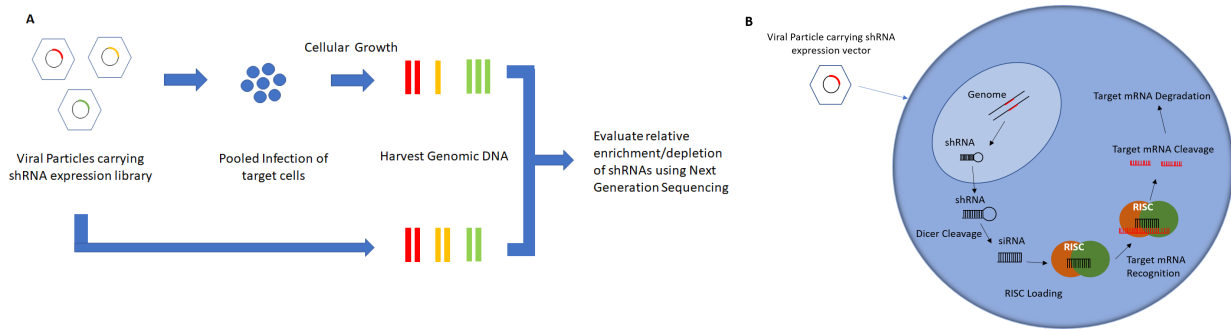 A
Cellular Growth
Viral Particles carrying
shRNA expression library
Pooled Infection of
target cells
Harvest Genomic DNA
Evaluate relative
enrichment/depletion
of shRNAs using Next
Generation Sequencing
B
Viral Particle carrying shRNA
expression vector
Genome
shRNA
shRNA
Dicer Cleavage
siRNA
RISC
RISC Loading
Target mRNA
Recognition
RISC
Target mRNA Cleavage
Target mRNA Degradation